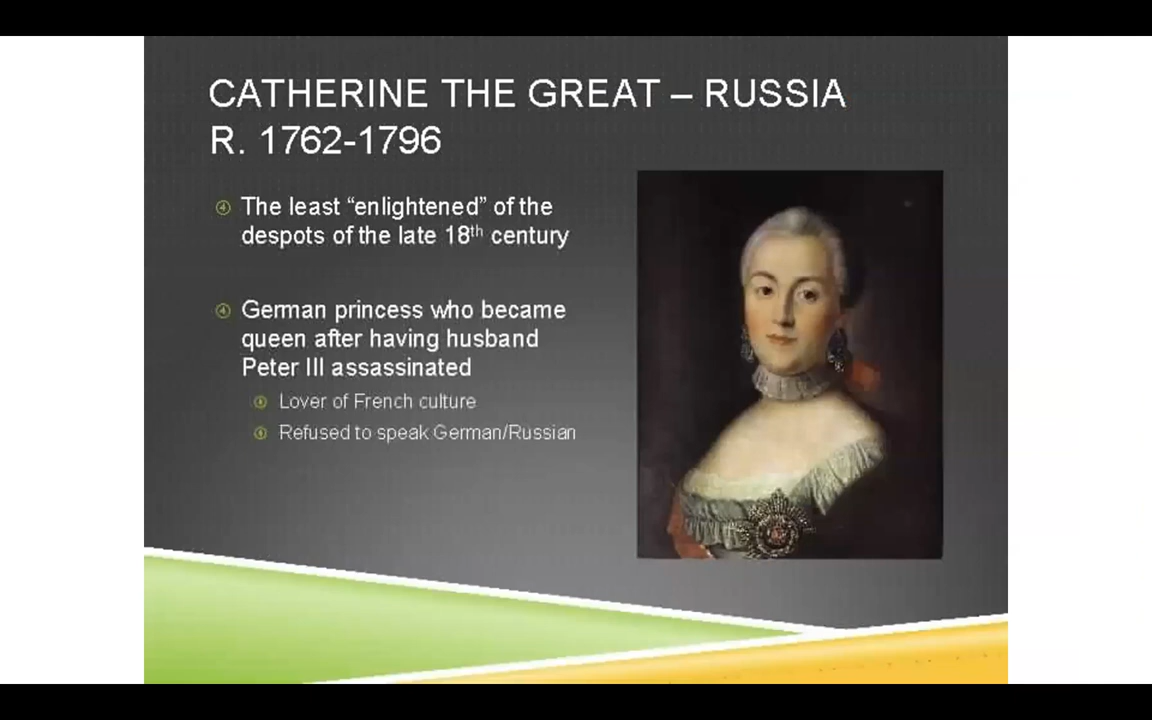 CATHERINE THE GREAT – RUSSIA
R. 1762-1796
The least “enlightened” of the
despots of the late 18th century
German princess who became
queen after having husband
Peter III assassinated
Lover of French culture
Refused to speak German/Russian